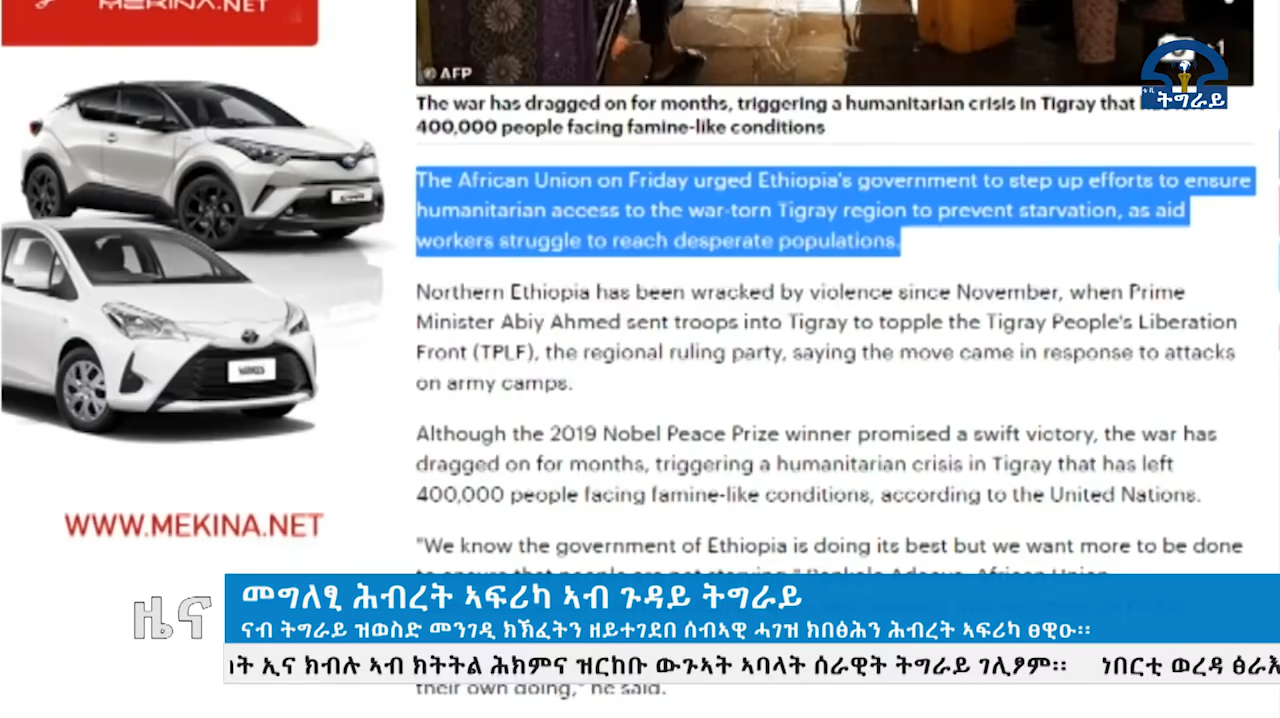 MEKINA.NET
© AFP
ትግራይ
The war has dragged on for months, triggering a humanitarian crisis in Tigray that
400,000 people facing famine-like conditions
The African Union on Friday urged Ethiopia's government to step up efforts to ensure
humanitarian access to the war-torn Tigray region to prevent starvation, as aid
workers struggle to reach desperate populations.
Northern Ethiopia has been wracked by violence since November, when Prime
Minister Abiy Ahmed sent troops into Tigray to topple the Tigray People's Liberation
Front (TPLF), the regional ruling party, saying the move came in response to attacks
on army camps.
Although the 2019 Nobel Peace Prize winner promised a swift victory, the war has
dragged on for months, triggering a humanitarian crisis in Tigray that has left
400,000 people facing famine-like conditions, according to the United Nations.
WWW.MEKINA.NET
"We know the government of Ethiopia is doing its best but we want more to be done
ዜና
መግለፂ ሕብረት ኣፍሪካ ኣብ ጉዳይ ትግራይ
ናብ ትግራይ ዝወስድ መንገዲ ክኽፈትን ዘይተገደበ ሰብኣዊ ሓገዝ ክበፅሕን ሕብረት ኣፍሪካ ፀዊዑ፡፡
ኢና ክብሉ ኣብ ክትትል ሕክምና ዝርከቡ ውጉኣት ኣባላት ሰራዊት ትግራይ ገሊፆም፡፡ ነበርቲ ወረዳ
their own doing," he said.